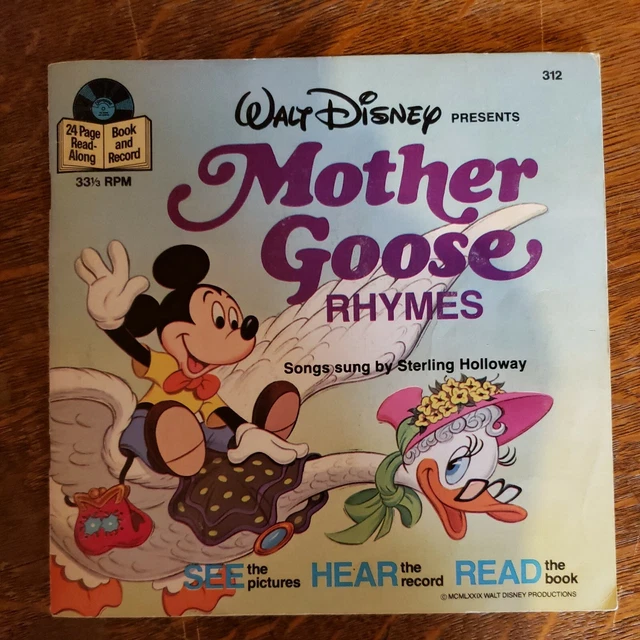 312
24 Page
Read-
Along
Book
and
Record
33⅓ RPM
WALT DISNEY PRESENTS
Mother
Goose
RHYMES
Songs sung by Sterling Holloway
SEE the pictures HEAR the record READ the book
© MCMLXXIX WALT DISNEY PRODUCTIONS